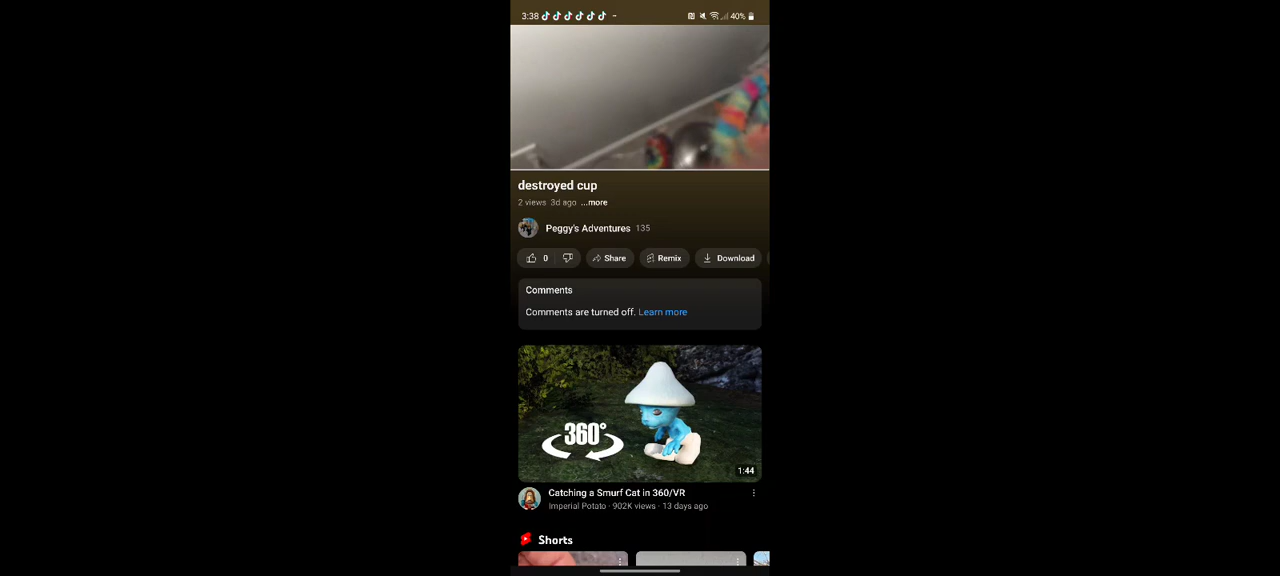 3:38 40%
destroyed cup
2 views 3d ago ...more
Peggy's Adventures 135
0 Share Remix Download
Comments
Comments are turned off. Learn more
360°
1:44
Catching a Smurf Cat in 360/VR
Imperial Potato · 902K views · 13 days ago
Shorts